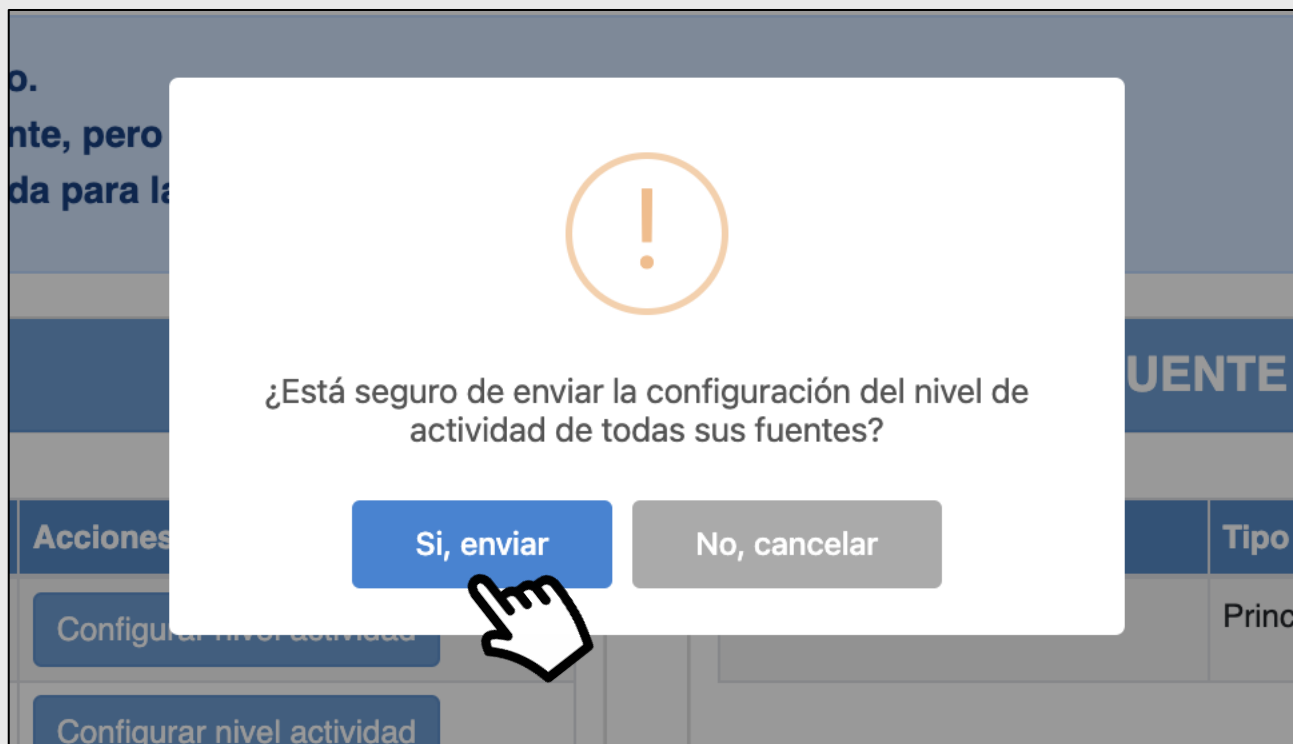 o.
nte, pero
da para la
¿Está seguro de enviar la configuración del nivel de
actividad de todas sus fuentes?
UENTE
Si, enviar
No, cancelar
Acciones
Tipo
Configurar nivel actividad
Princ
Configurar nivel actividad